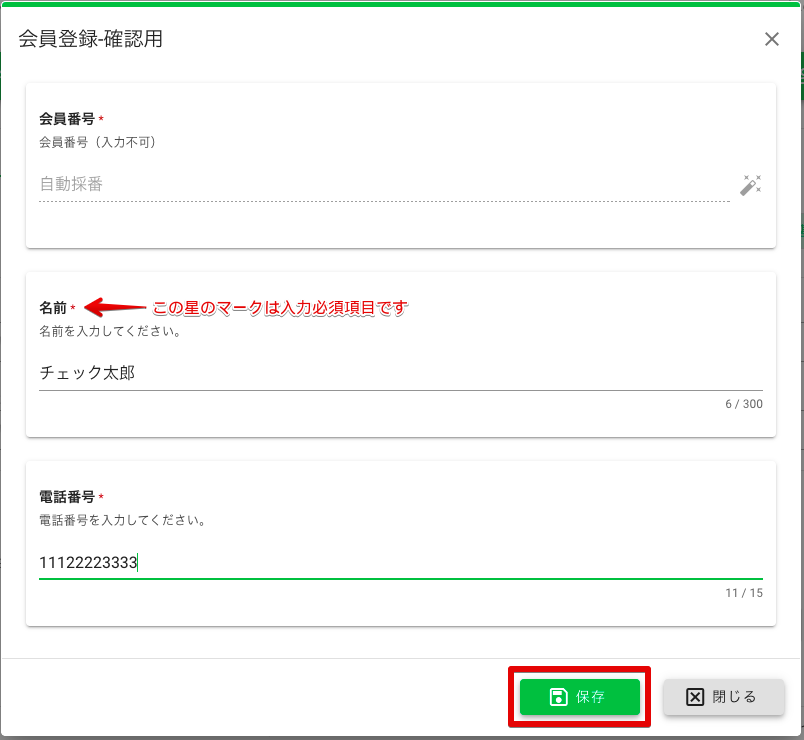 会員登録-確認用
会員番号 *
会員番号（入力不可）
自動採番
名前 * この星のマークは入力必須項目です
名前を入力してください。
チェック太郎
6 / 300
電話番号 *
電話番号を入力してください。
11122223333
11 / 15
保存 閉じる